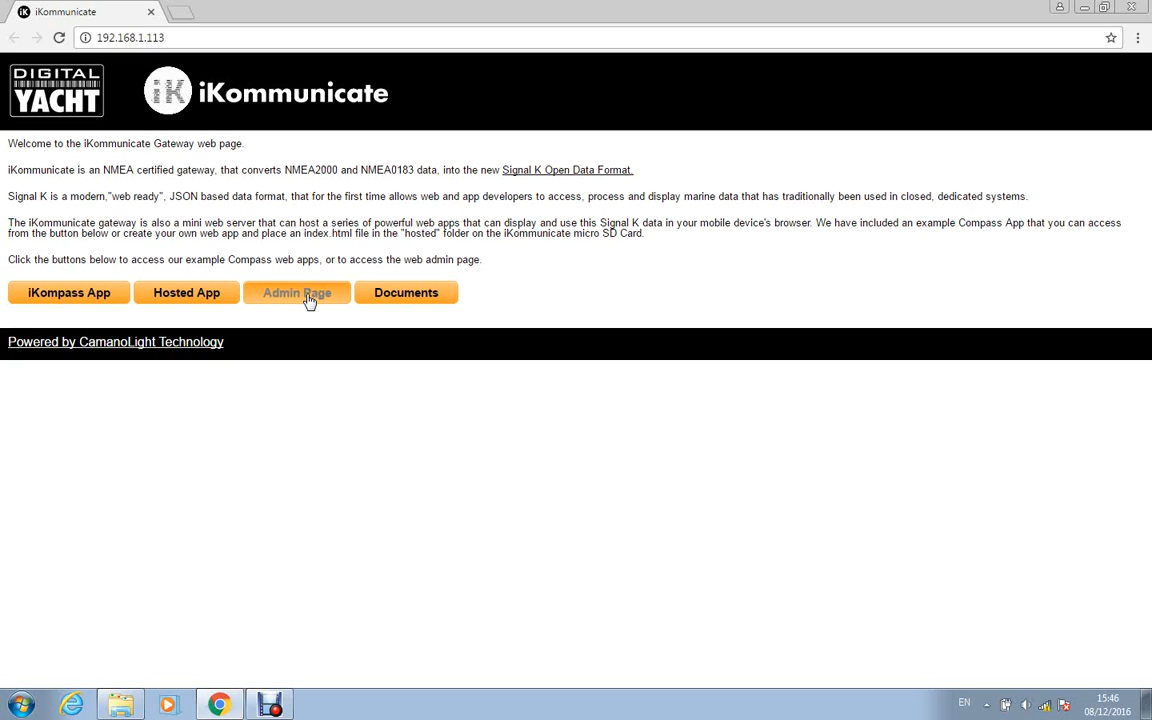 iKommunicate
192.168.1.113
DIGITAL
YACHT
iK
iKommunicate
Welcome to the iKommunicate Gateway web page.
iKommunicate is an NMEA certified gateway, that converts NMEA2000 and NMEA0183 data, into the new Signal K Open Data Format.
Signal K is a modern,"web ready", JSON based data format, that for the first time allows web and app developers to access, process and display marine data that has traditionally been used in closed, dedicated systems.
The iKommunicate gateway is also a mini web server that can host a series of powerful web apps that can display and use this Signal K data in your mobile device's browser. We have included an example Compass App that you can access
from the button below or create your own web app and place an index.html file in the "hosted" folder on the iKommunicate micro SD Card.
Click the buttons below to access our example Compass web apps, or to access the web admin page.
iKompass App Hosted App Admin Page Documents
Powered by CamanoLight Technology
EN
15:46
08/12/2016